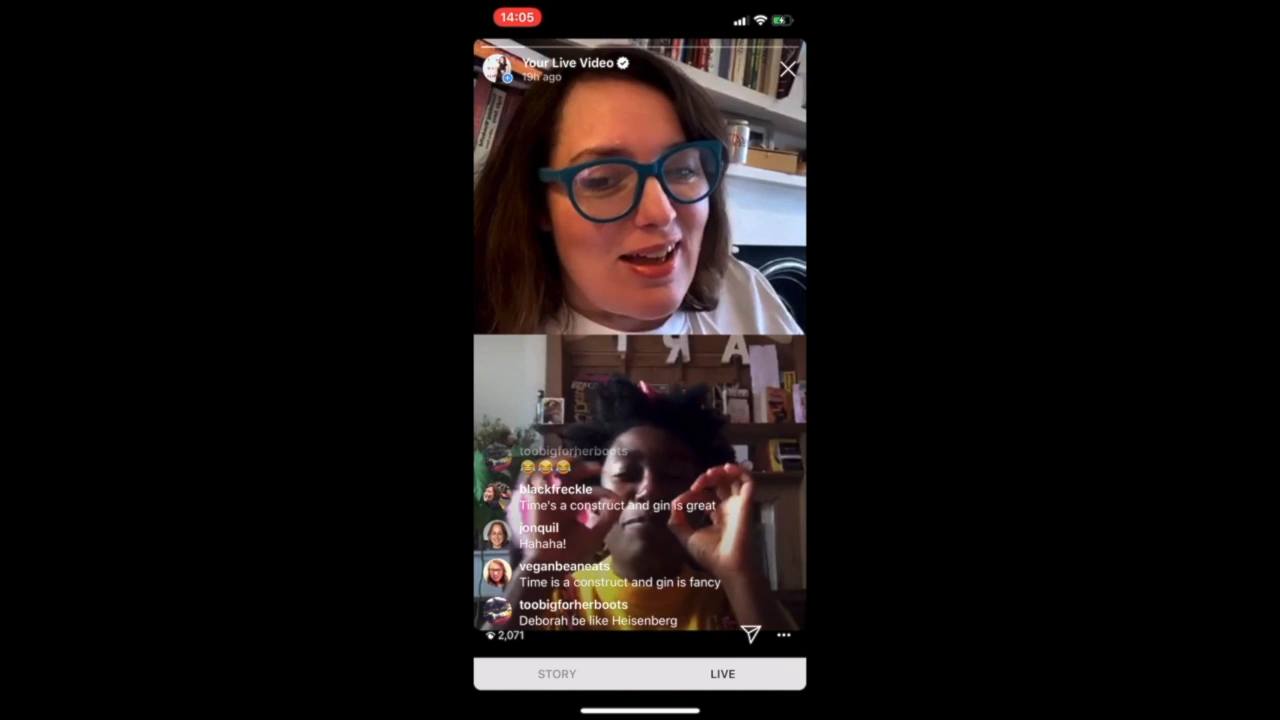 14:05
Your Live Video
19h ago
A R T
toobigforherboots
😂😂😂
blackfreckle
Time's a construct and gin is great
jonquil
Hahaha!
veganbeaneats
Time is a construct and gin is fancy
toobigforherboots
Deborah be like Heisenberg
2,071
STORY
LIVE